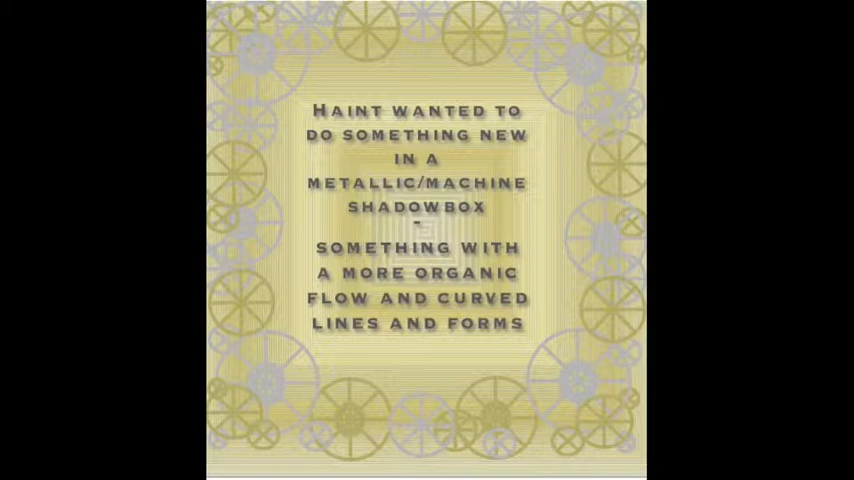 Haint wanted to
do something new
in a
metallic/machine
shadowbox
-
something with
a more organic
flow and curved
lines and forms